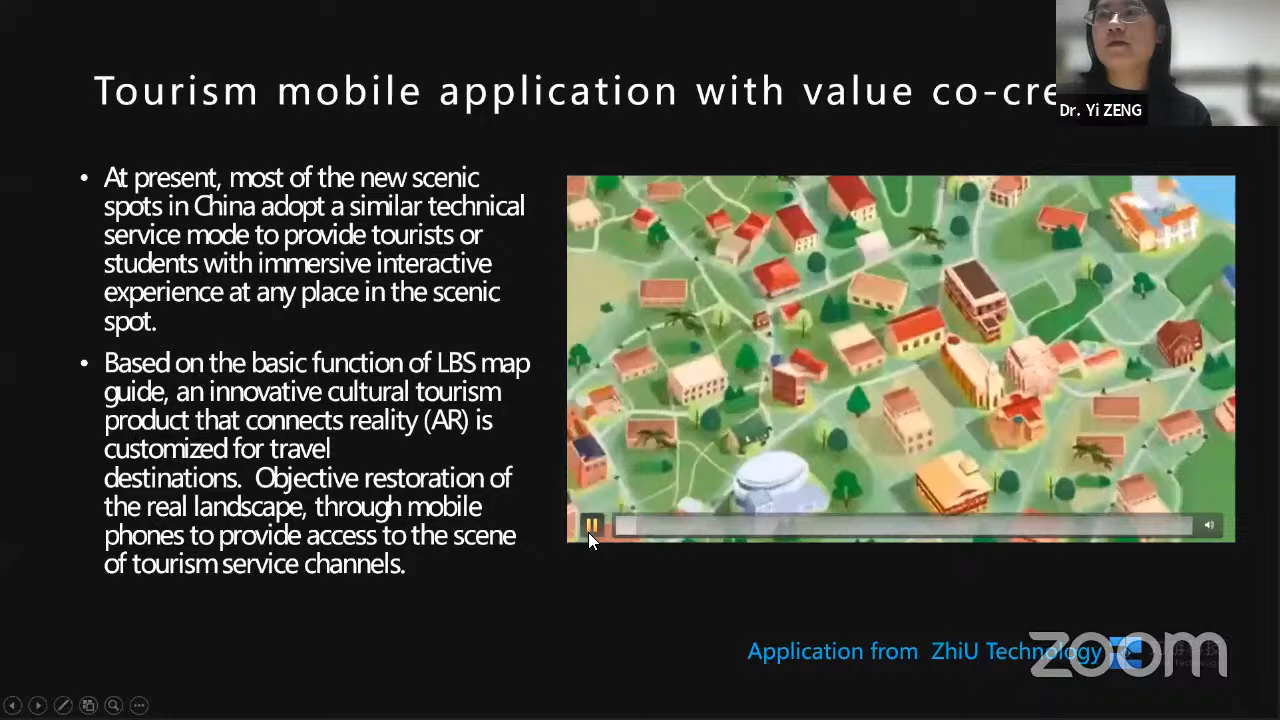 Tourism mobile application with value co-cre
Dr. Yi ZENG
• At present, most of the new scenic
spots in China adopt a similar technical
service mode to provide tourists or
students with immersive interactive
experience at any place in the scenic
spot.
• Based on the basic function of LBS map
guide, an innovative cultural tourism
product that connects reality (AR) is
customized for travel
destinations. Objective restoration of
the real landscape, through mobile
phones to provide access to the scene
of tourism service channels.
Application from ZhiU Technology
zoom